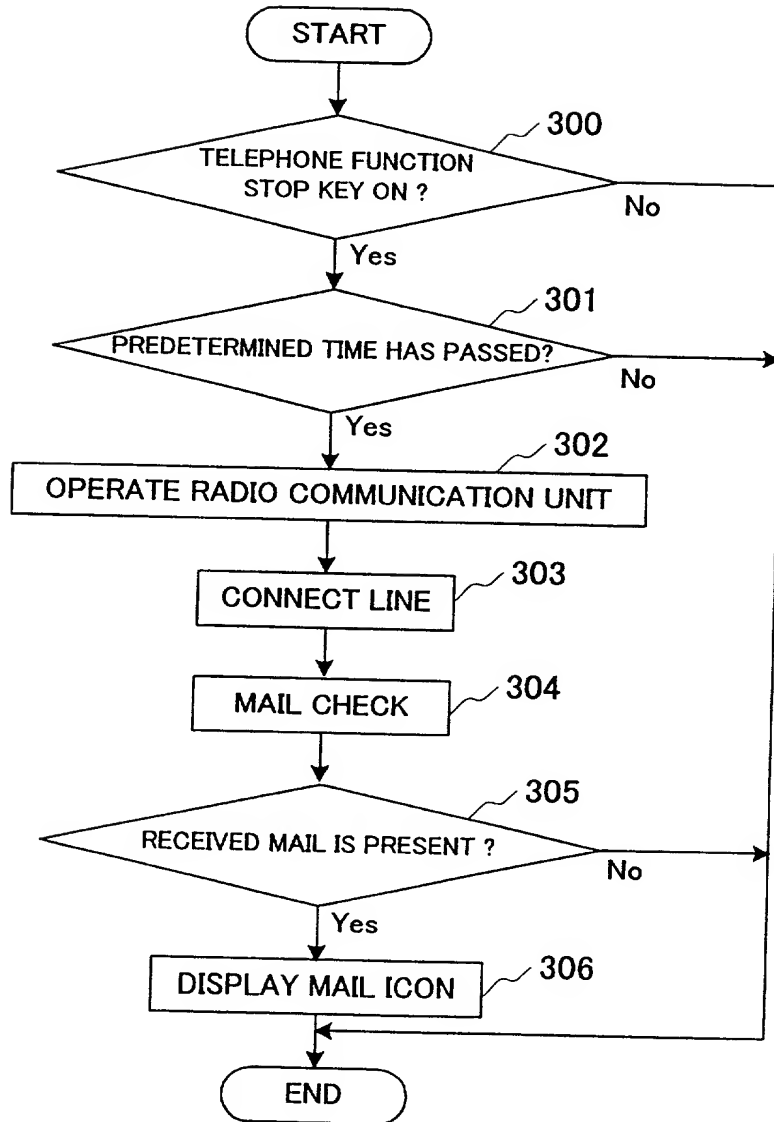 START
300
TELEPHONE FUNCTION
STOP KEY ON ?
No
Yes
301
PREDETERMINED TIME HAS PASSED?
No
Yes
302
OPERATE RADIO COMMUNICATION UNIT
303
CONNECT LINE
304
MAIL CHECK
305
RECEIVED MAIL IS PRESENT ?
No
Yes
306
DISPLAY MAIL ICON
END